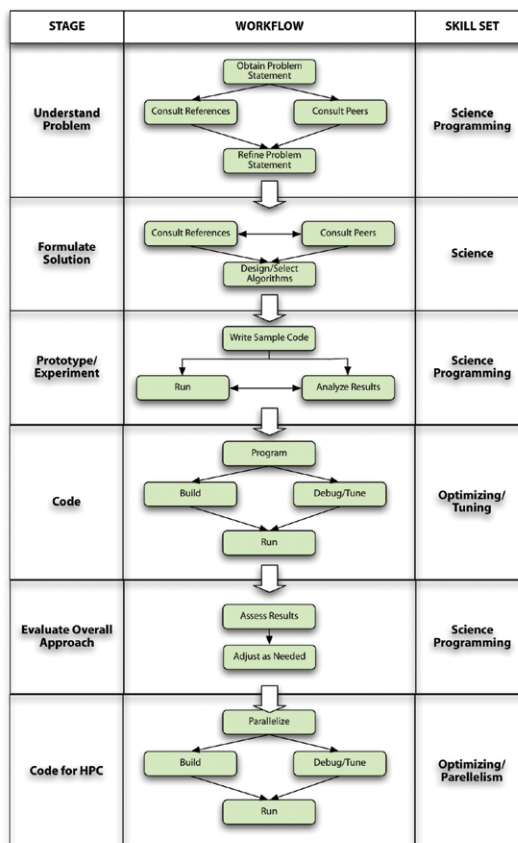 STAGE
WORKFLOW
SKILL SET
Understand
Problem
Obtain Problem
Statement
Consult References
Consult Peers
Refine Problem
Statement
Science
Programming
Formulate
Solution
Consult References
Consult Peers
Design/Select
Algorithms
Science
Prototype/
Experiment
Write Sample Code
Run
Analyze Results
Science
Programming
Code
Program
Build
Debug/Tune
Run
Optimizing/
Tuning
Evaluate Overall
Approach
Assess Results
Adjust as Needed
Science
Programming
Code for HPC
Parallelize
Build
Debug/Tune
Run
Optimizing/
Parellelism